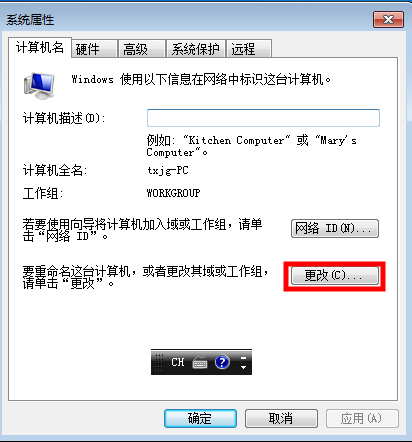 系统属性
计算机名 硬件 高级 系统保护 远程
Windows 使用以下信息在网络中标识这台计算机。
计算机描述(D):
例如: "Kitchen Computer" 或 "Mary's
Computer"。
计算机全名: txjg-PC
工作组: WORKGROUP
若要使用向导将计算机加入域或工作组，请单
击“网络 ID”。
网络 ID(N)...
要重命名这台计算机，或者更改其域或工作组，
请单击“更改”。
更改(C)...
CH
确定 取消 应用(A)